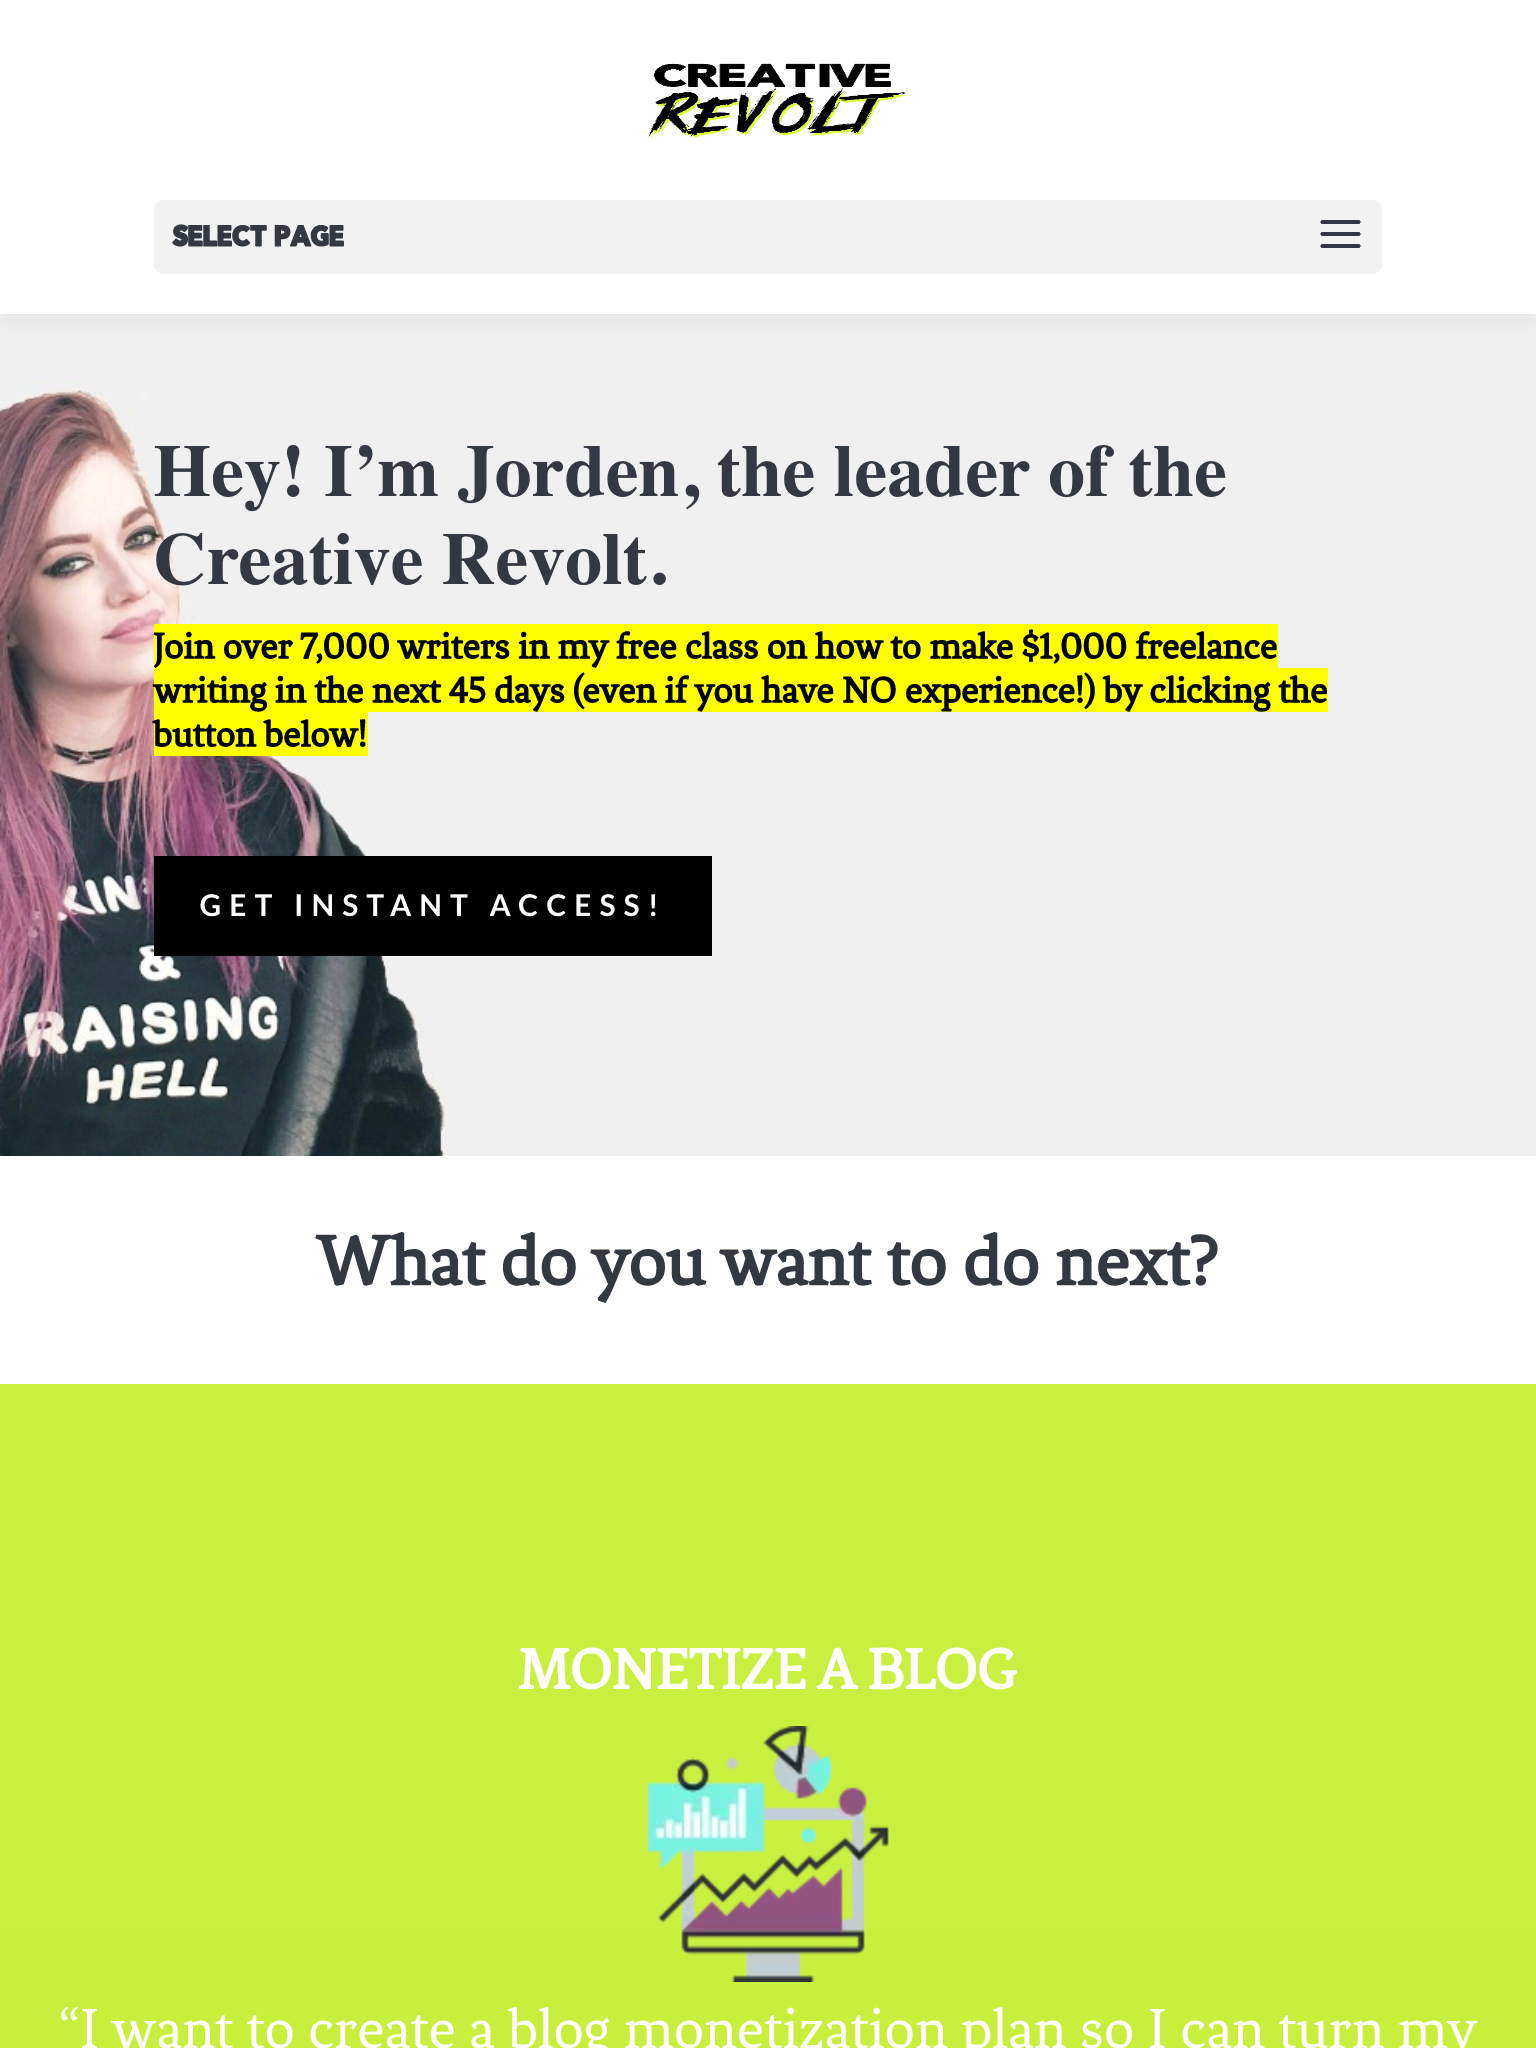 CREATIVE
REVOLT
SELECT PAGE
Hey! I’m Jorden, the leader of the
Creative Revolt.
Join over 7,000 writers in my free class on how to make $1,000 freelance
writing in the next 45 days (even if you have NO experience!) by clicking the
button below!
GET INSTANT ACCESS!
&
RAISING
HELL
What do you want to do next?
MONETIZE A BLOG
“I want to create a blog monetization plan so I can turn my